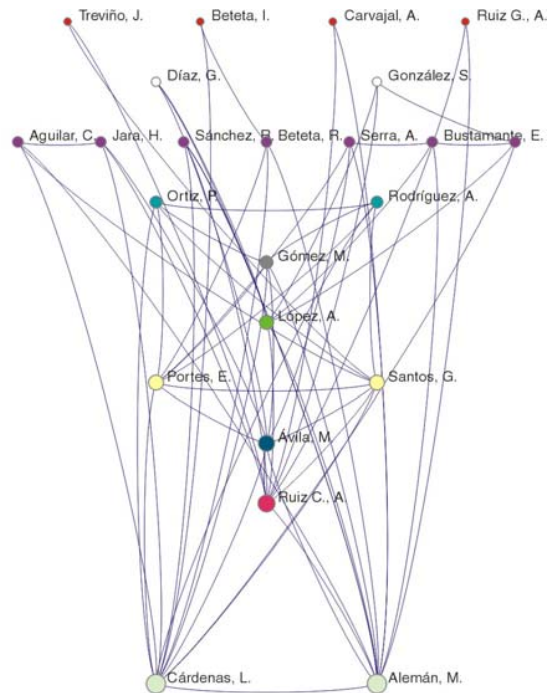 Treviño, J. Beteta, I. Carvajal, A. Ruiz G., A.
Díaz, G. González, S.
Aguilar, C. Jara, H. Sánchez, R. Beteta, R. Serra, A. Bustamante, E.
Ortiz, P. Rodríguez, A.
Gómez, M.
López, A.
Portes, E. Santos, G.
Ávila, M.
Ruiz C., A.
Cárdenas, L. Alemán, M.